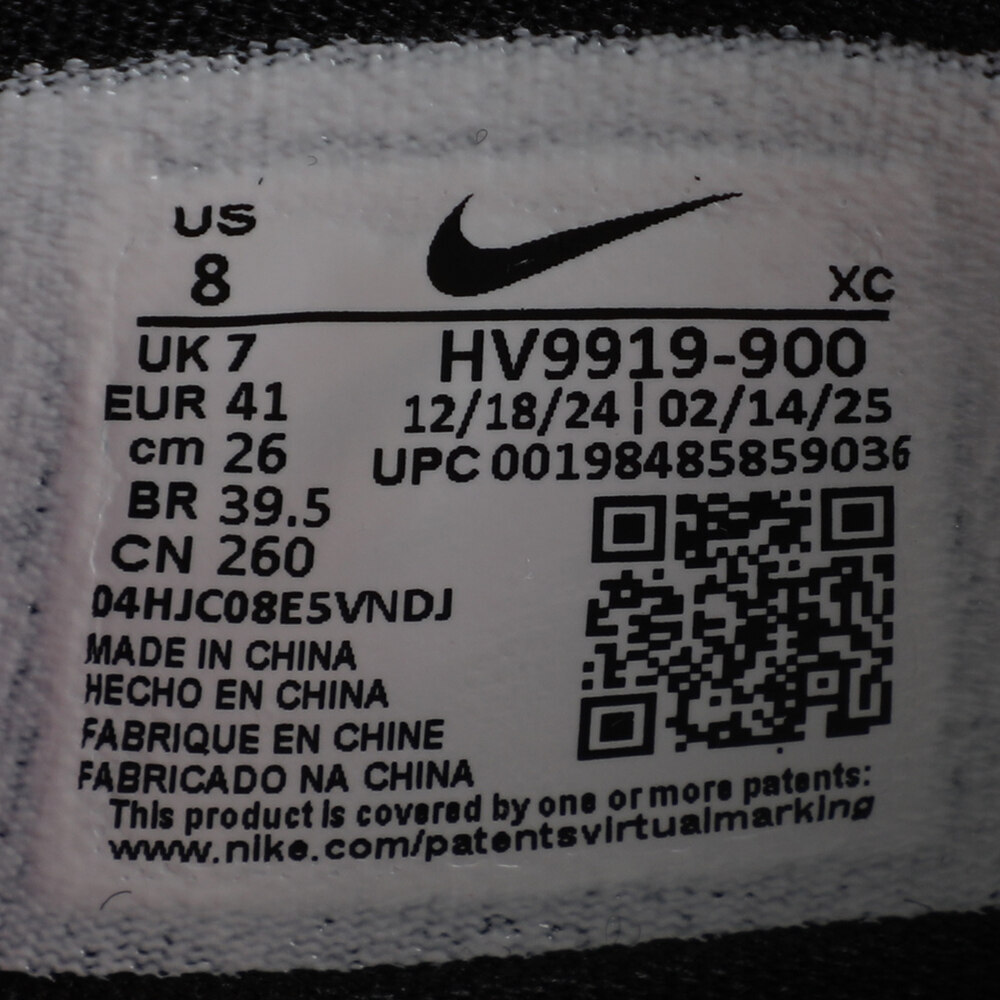 US
8
XC
UK 7
HV9919-900
EUR 41
12/18/24 | 02/14/25
cm 26
UPC 00198485859036
BR 39.5
CN 260
04HJC08E5VNDJ
MADE IN CHINA
HECHO EN CHINA
FABRIQUE EN CHINE
FABRICADO NA CHINA
This product is covered by one or more patents:
www.nike.com/patentsvirtualmarking